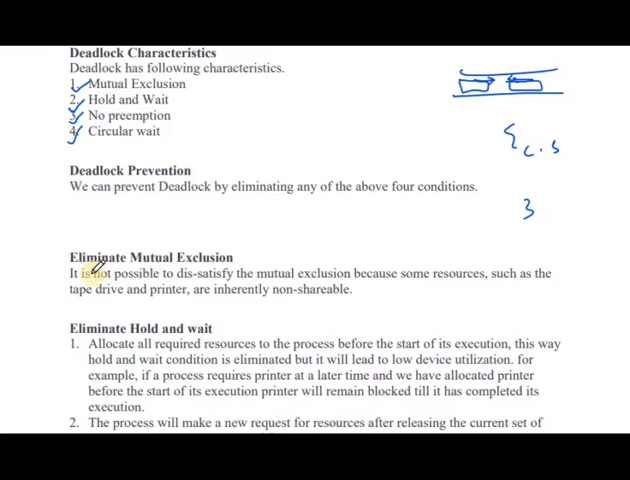 Deadlock Characteristics
Deadlock has following characteristics.
1. Mutual Exclusion
2. Hold and Wait
3. No preemption
4. Circular wait
C.S
3
Deadlock Prevention
We can prevent Deadlock by eliminating any of the above four conditions.
Eliminate Mutual Exclusion
It is not possible to dis-satisfy the mutual exclusion because some resources, such as the
tape drive and printer, are inherently non-shareable.
Eliminate Hold and wait
1. Allocate all required resources to the process before the start of its execution, this way
hold and wait condition is eliminated but it will lead to low device utilization. for
example, if a process requires printer at a later time and we have allocated printer
before the start of its execution printer will remain blocked till it has completed its
execution.
2. The process will make a new request for resources after releasing the current set of